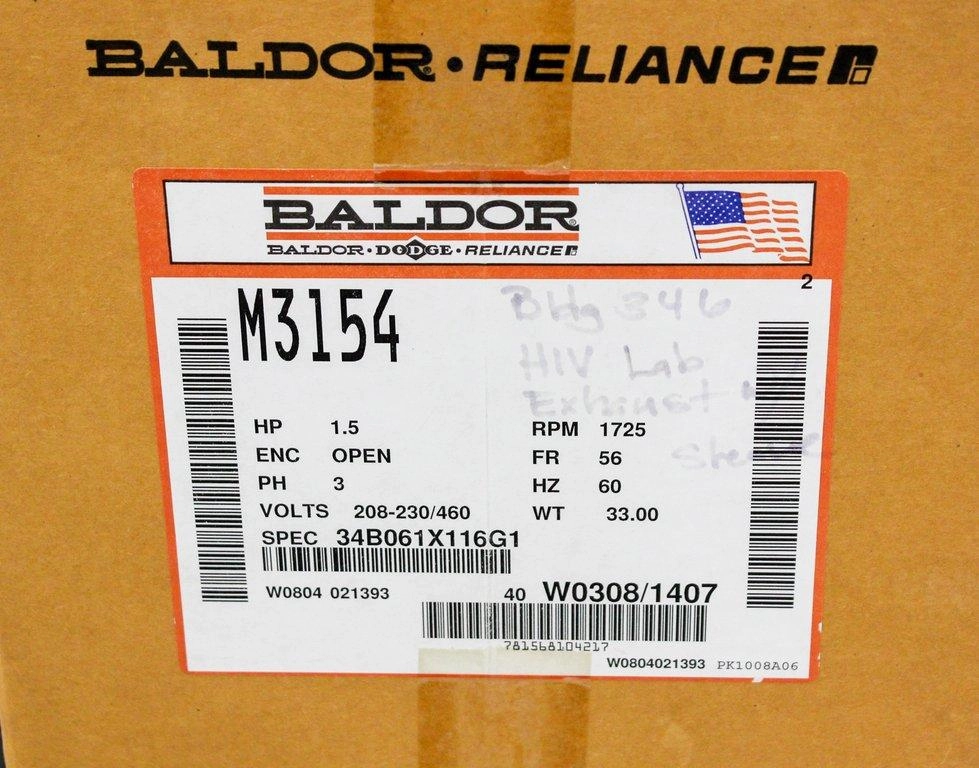 BALDOR • RELIANCE
BALDOR
BALDOR • DODGE • RELIANCE
2
M3154
Bldg 346
HIV Lab
Exhaust
HP 1.5
RPM 1725
ENC OPEN
FR 56
PH 3
HZ 60
VOLTS 208-230/460
WT 33.00
SPEC 34B061X116G1
W0804 021393
40 W0308/1407
781568104217
W0804021393 PK1008A06